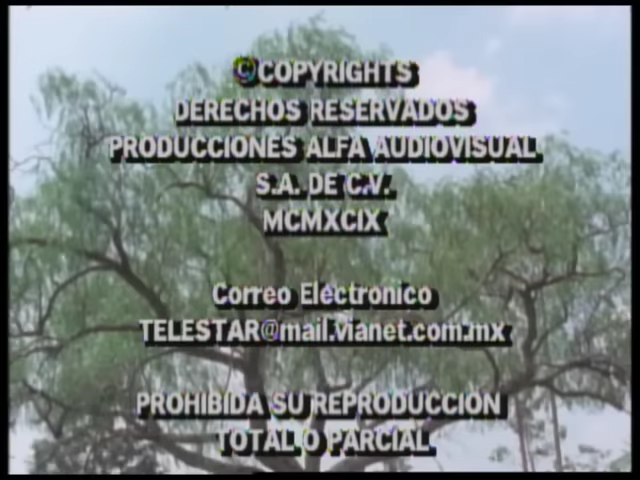 ©COPYRIGHTS
DERECHOS RESERVADOS
PRODUCCIONES ALFA AUDIOVISUAL
S.A. DE C.V.
MCMXCIX
Correo Electronico
TELESTAR@mail.vianet.com.mx
PROHIBIDA SU REPRODUCCIÓN
TOTAL O PARCIAL